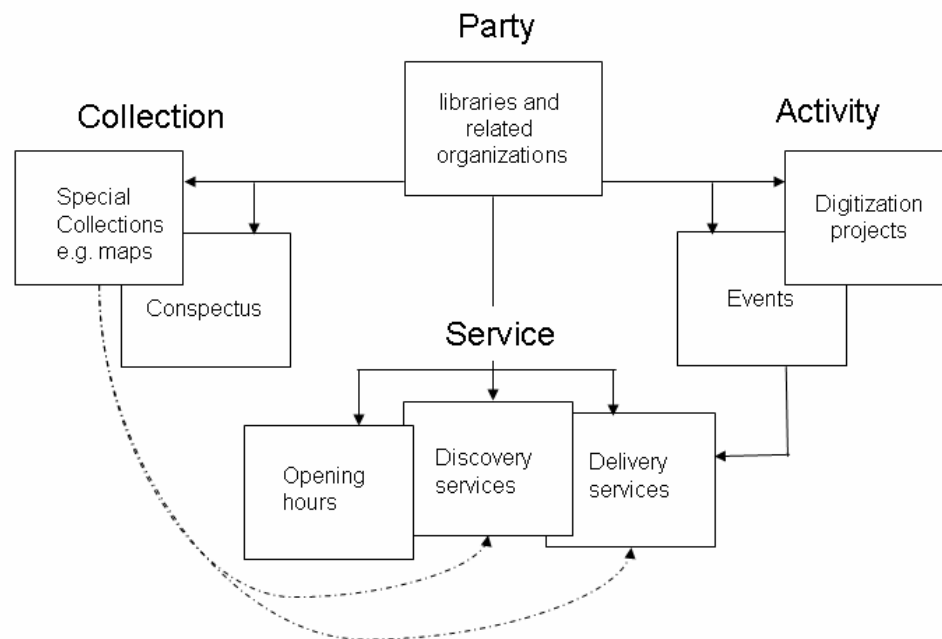 Party
libraries and
related
organizations
Collection
Activity
Special
Collections
e.g. maps
Conspectus
Digitization
projects
Events
Service
Opening
hours
Discovery
services
Delivery
services